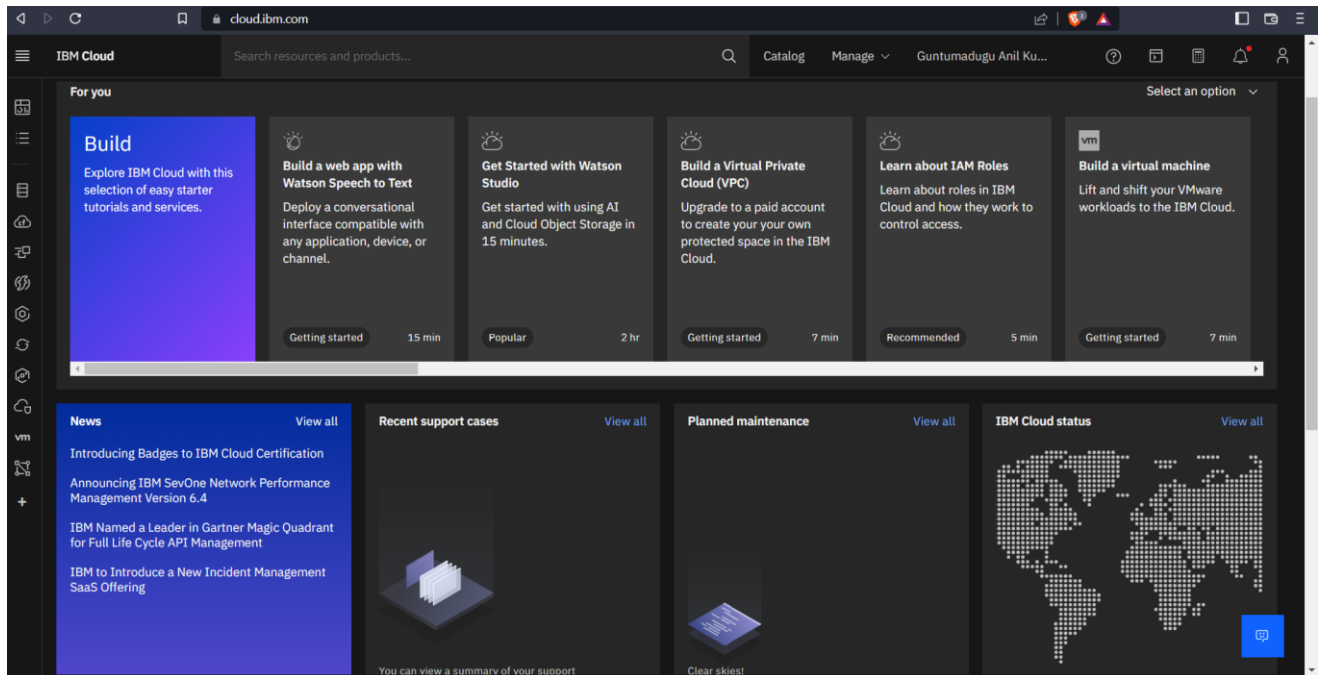 cloud.ibm.com
IBM Cloud
Search resources and products...
Catalog
Manage
Guntumadugu Anil Ku...
For you
Select an option
Build
Explore IBM Cloud with this
selection of easy starter
tutorials and services.
Build a web app with
Watson Speech to Text
Deploy a conversational
interface compatible with
any application, device, or
channel.
Getting started
15 min
Get Started with Watson
Studio
Get started with using AI
and Cloud Object Storage in
15 minutes.
Popular
2 hr
Build a Virtual Private
Cloud (VPC)
Upgrade to a paid account
to create your your own
protected space in the IBM
Cloud.
Getting started
7 min
Learn about IAM Roles
Learn about roles in IBM
Cloud and how they work to
control access.
Recommended
5 min
vm
Build a virtual machine
Lift and shift your VMware
workloads to the IBM Cloud.
Getting started
7 min
vm
News
View all
Introducing Badges to IBM Cloud Certification
Announcing IBM SevOne Network Performance
Management Version 6.4
IBM Named a Leader in Gartner Magic Quadrant
for Full Life Cycle API Management
IBM to Introduce a New Incident Management
SaaS Offering
Recent support cases
View all
You can view a summary of your support
Planned maintenance
View all
Clear skies!
IBM Cloud status
View all